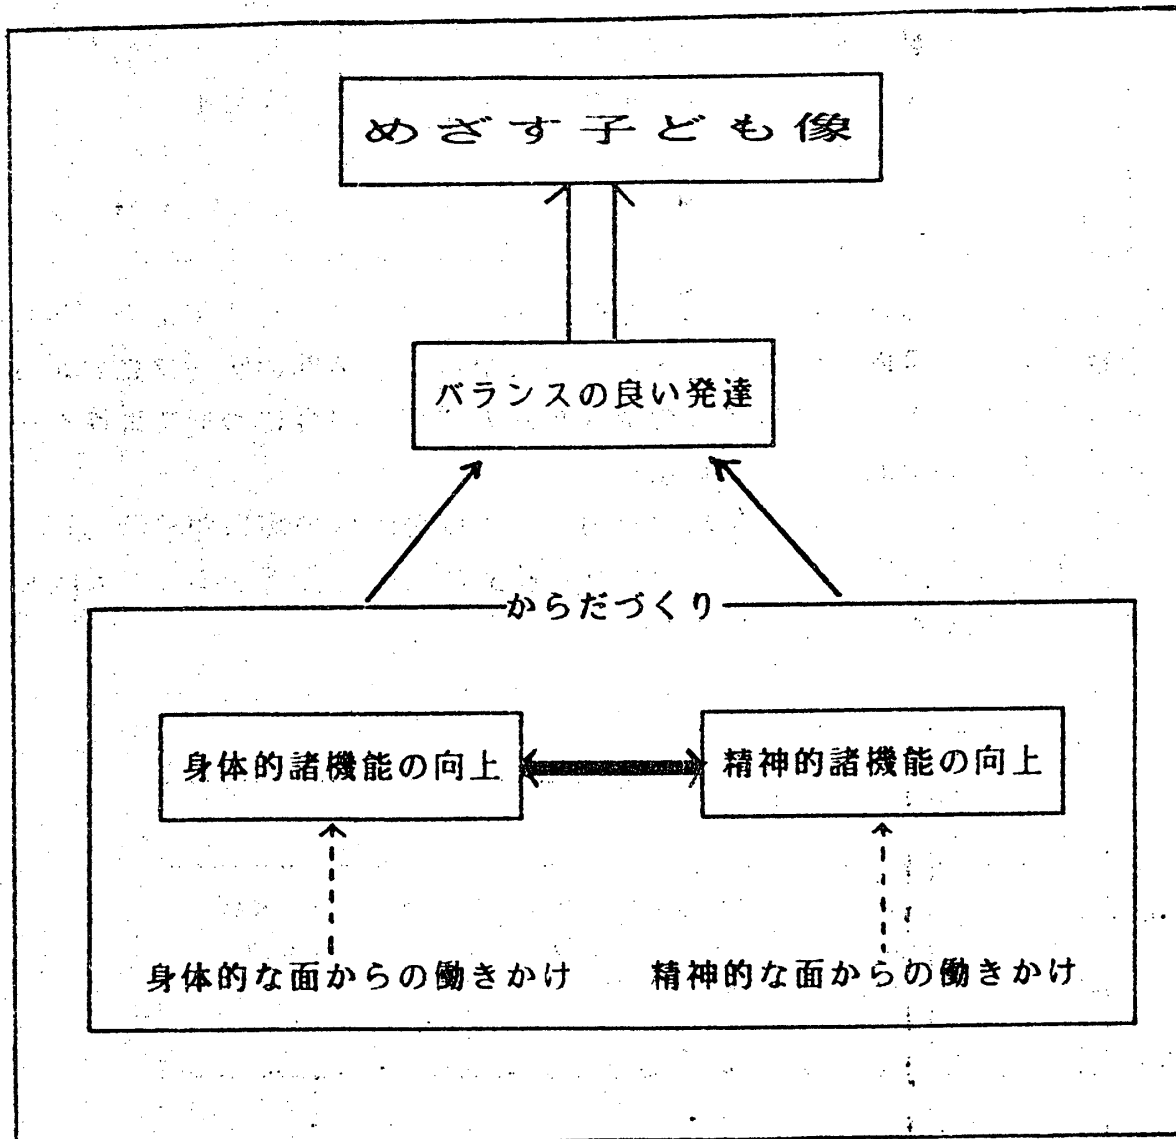 めざす子ども像
バランスの良い発達
からだづくり
身体的諸機能の向上
精神的諸機能の向上
身体的な面からの働きかけ
精神的な面からの働きかけ